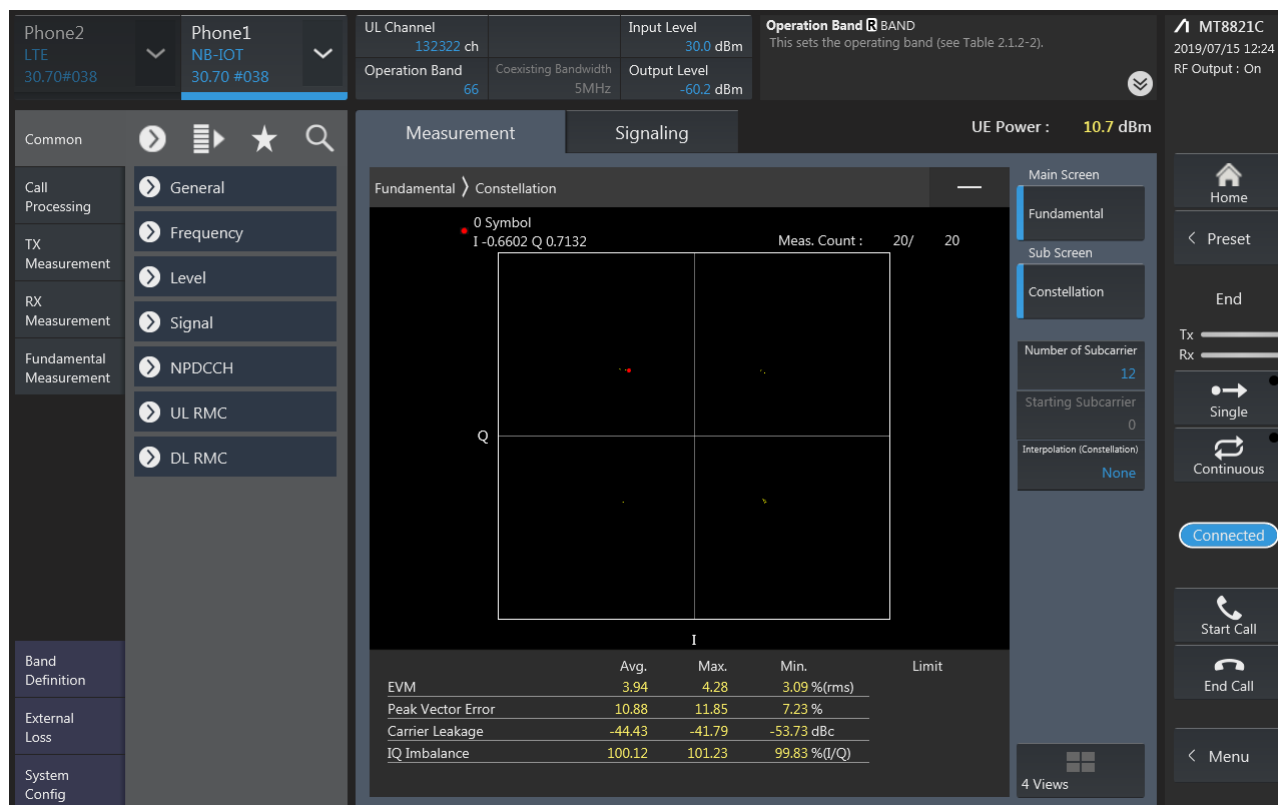 Phone2
LTE
30.70#038
Phone1
NB-IOT
30.70 #038
UL Channel
132322 ch
Operation Band
66
Coexisting Bandwidth
5MHz
Input Level
30.0 dBm
Output Level
-60.2 dBm
Operation Band R BAND
This sets the operating band (see Table 2.1.2-2).
MT8821C
2019/07/15 12:24
RF Output : On
Common
Call
Processing
TX
Measurement
RX
Measurement
Fundamental
Measurement
Band
Definition
External
Loss
System
Config
General
Frequency
Level
Signal
NPDCCH
UL RMC
DL RMC
Measurement
Signaling
UE Power : 10.7 dBm
Fundamental 〉 Constellation
0 Symbol
I -0.6602 Q 0.7132
Meas. Count : 20/ 20
Q
I
Avg. Max. Min. Limit
EVM 3.94 4.28 3.09 %(rms)
Peak Vector Error 10.88 11.85 7.23 %
Carrier Leakage -44.43 -41.79 -53.73 dBc
IQ Imbalance 100.12 101.23 99.83 %(I/Q)
Main Screen
Fundamental
Sub Screen
Constellation
Number of Subcarrier
12
Starting Subcarrier
0
Interpolation (Constellation)
None
4 Views
Home
< Preset
End
Tx
Rx
Single
Continuous
Connected
Start Call
End Call
< Menu